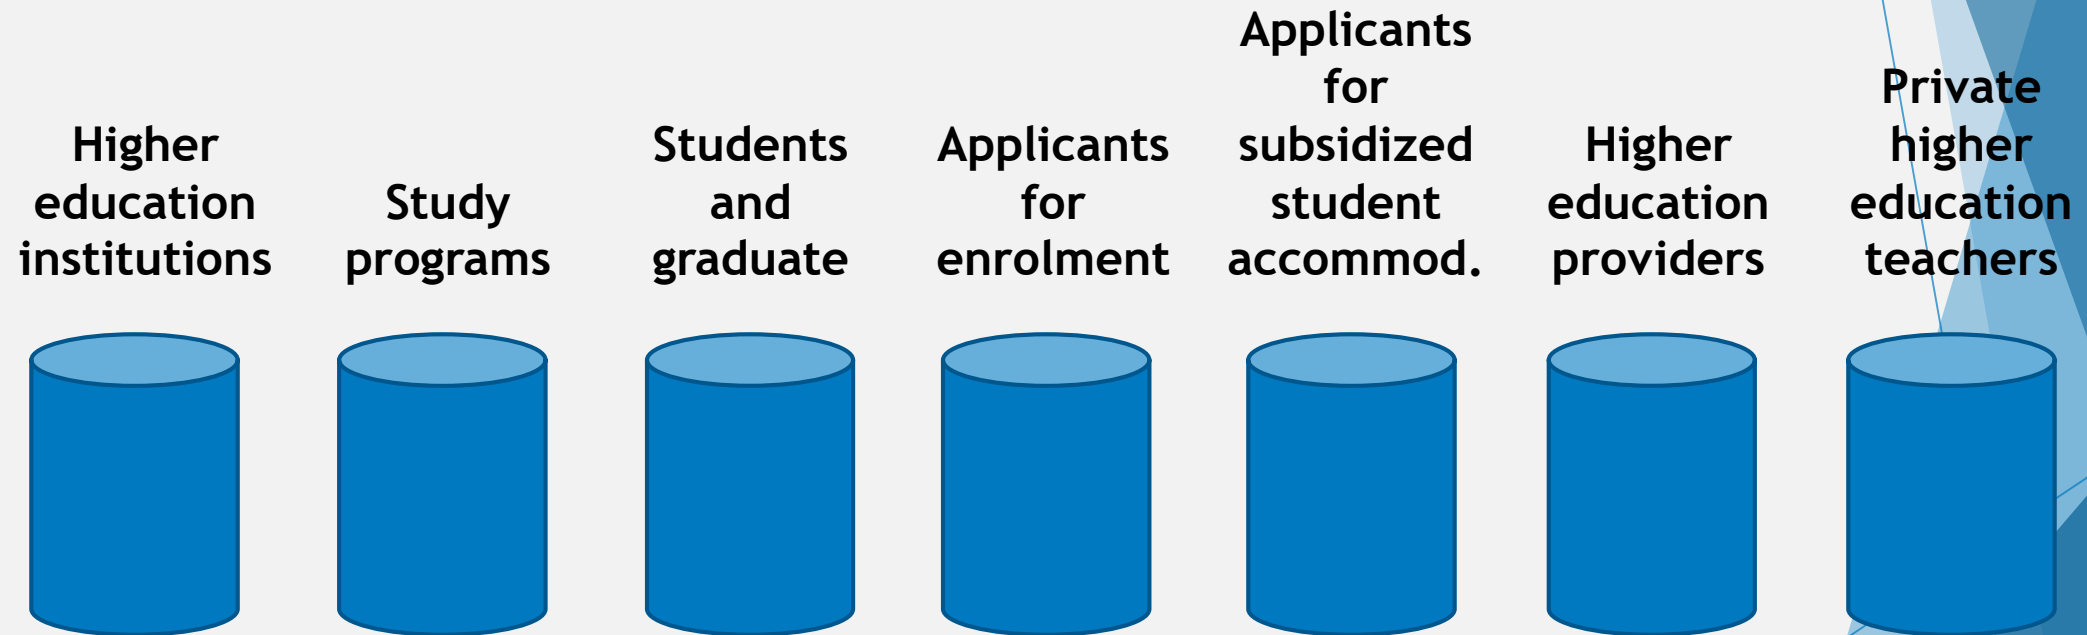 Higher
education
institutions
Study
programs
Students
and
graduate
Applicants
for
enrolment
Applicants
for
subsidized
student
accommod.
Higher
education
providers
Private
higher
education
teachers